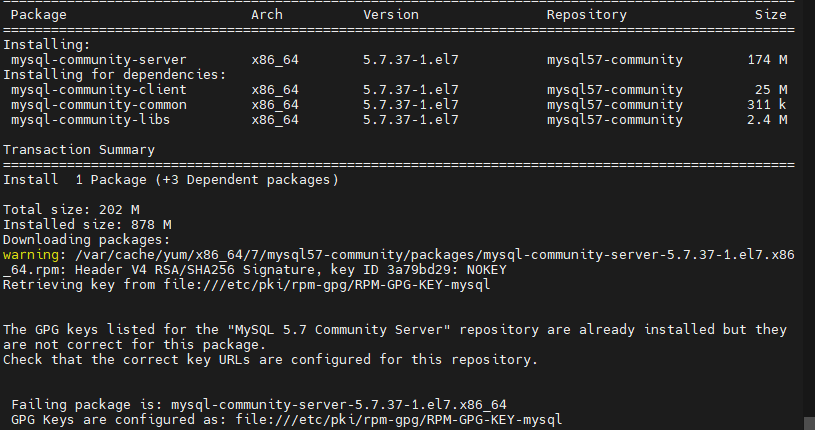 ================================================================================
Package Arch Version Repository Size
================================================================================
Installing:
mysql-community-server x86_64 5.7.37-1.el7 mysql57-community 174 M
Installing for dependencies:
mysql-community-client x86_64 5.7.37-1.el7 mysql57-community 25 M
mysql-community-common x86_64 5.7.37-1.el7 mysql57-community 311 k
mysql-community-libs x86_64 5.7.37-1.el7 mysql57-community 2.4 M
Transaction Summary
================================================================================
Install  1 Package (+3 Dependent packages)
Total size: 202 M
Installed size: 878 M
Downloading packages:
warning: /var/cache/yum/x86_64/7/mysql57-community/packages/mysql-community-server-5.7.37-1.el7.x86
_64.rpm: Header V4 RSA/SHA256 Signature, key ID 3a79bd29: NOKEY
Retrieving key from file:///etc/pki/rpm-gpg/RPM-GPG-KEY-mysql
The GPG keys listed for the "MySQL 5.7 Community Server" repository are already installed but they
are not correct for this package.
Check that the correct key URLs are configured for this repository.
Failing package is: mysql-community-server-5.7.37-1.el7.x86_64
GPG Keys are configured as: file:///etc/pki/rpm-gpg/RPM-GPG-KEY-mysql